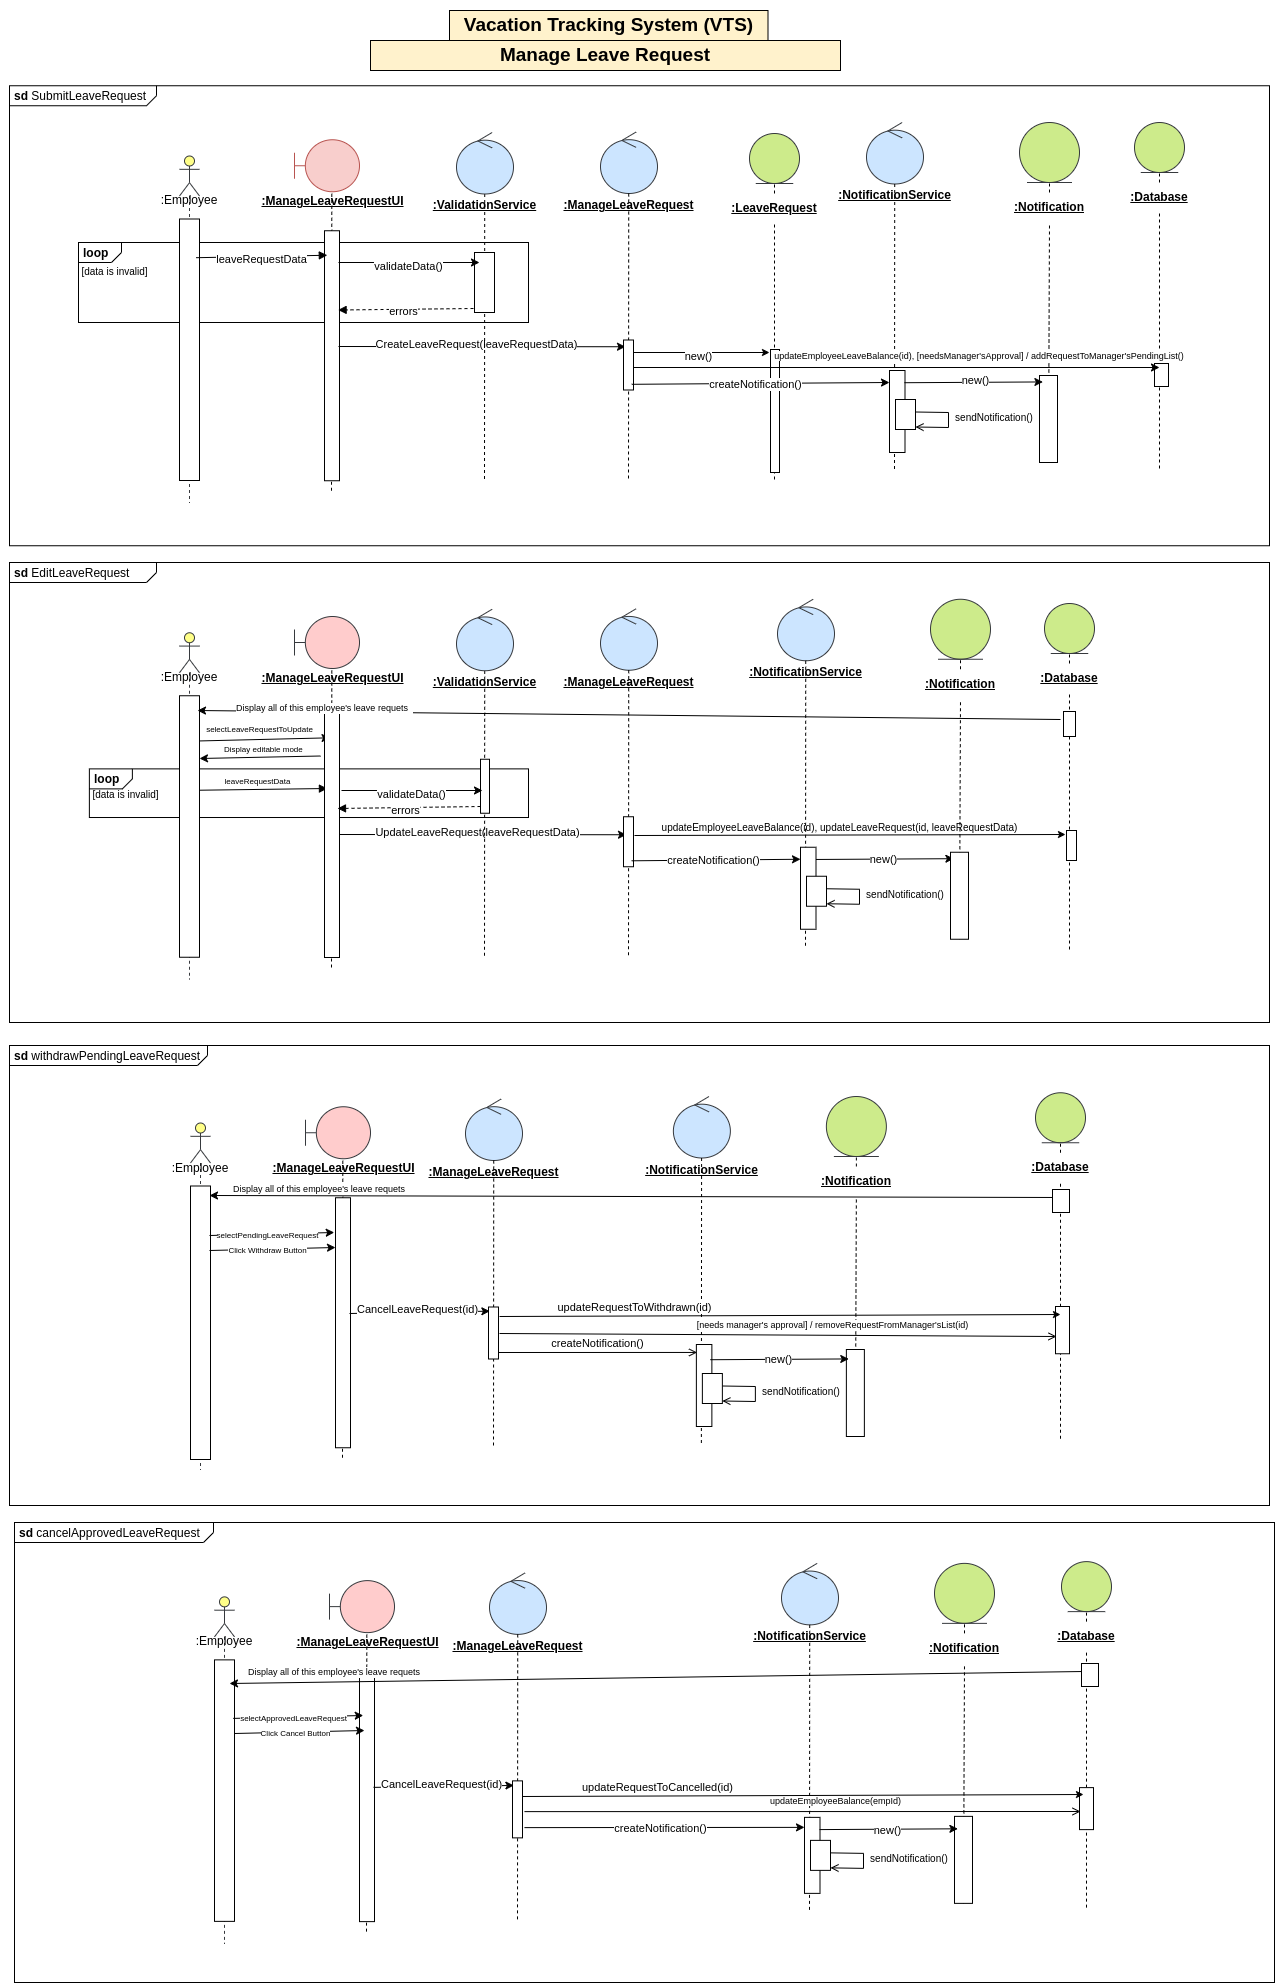 Vacation Tracking System (VTS)
Manage Leave Request
sd SubmitLeaveRequest
:Employee
:ManageLeaveRequestUI
:ValidationService
:ManageLeaveRequest
:LeaveRequest
:NotificationService
:Notification
:Database
loop
[data is invalid]
leaveRequestData
validateData()
errors
CreateLeaveRequest(leaveRequestData)
new()
updateEmployeeLeaveBalance(id), [needsManager'sApproval] / addRequestToManager'sPendingList()
createNotification()
new()
sendNotification()
sd EditLeaveRequest
:Employee
:ManageLeaveRequestUI
:ValidationService
:ManageLeaveRequest
:NotificationService
:Notification
:Database
Display all of this employee's leave requets
selectLeaveRequestToUpdate
Display editable mode
loop
[data is invalid]
leaveRequestData
validateData()
errors
UpdateLeaveRequest(leaveRequestData)
updateEmployeeLeaveBalance(id), updateLeaveRequest(id, leaveRequestData)
createNotification()
new()
sendNotification()
sd withdrawPendingLeaveRequest
:Employee
:ManageLeaveRequestUI
:ManageLeaveRequest
:NotificationService
:Notification
:Database
Display all of this employee's leave requets
selectPendingLeaveRequest
Click Withdraw Button
CancelLeaveRequest(id)
updateRequestToWithdrawn(id)
[needs manager's approval] / removeRequestFromManager'sList(id)
createNotification()
new()
sendNotification()
sd cancelApprovedLeaveRequest
:Employee
:ManageLeaveRequestUI
:ManageLeaveRequest
:NotificationService
:Notification
:Database
Display all of this employee's leave requets
selectApprovedLeaveRequest
Click Cancel Button
CancelLeaveRequest(id)
updateRequestToCancelled(id)
updateEmployeeBalance(empId)
createNotification()
new()
sendNotification()